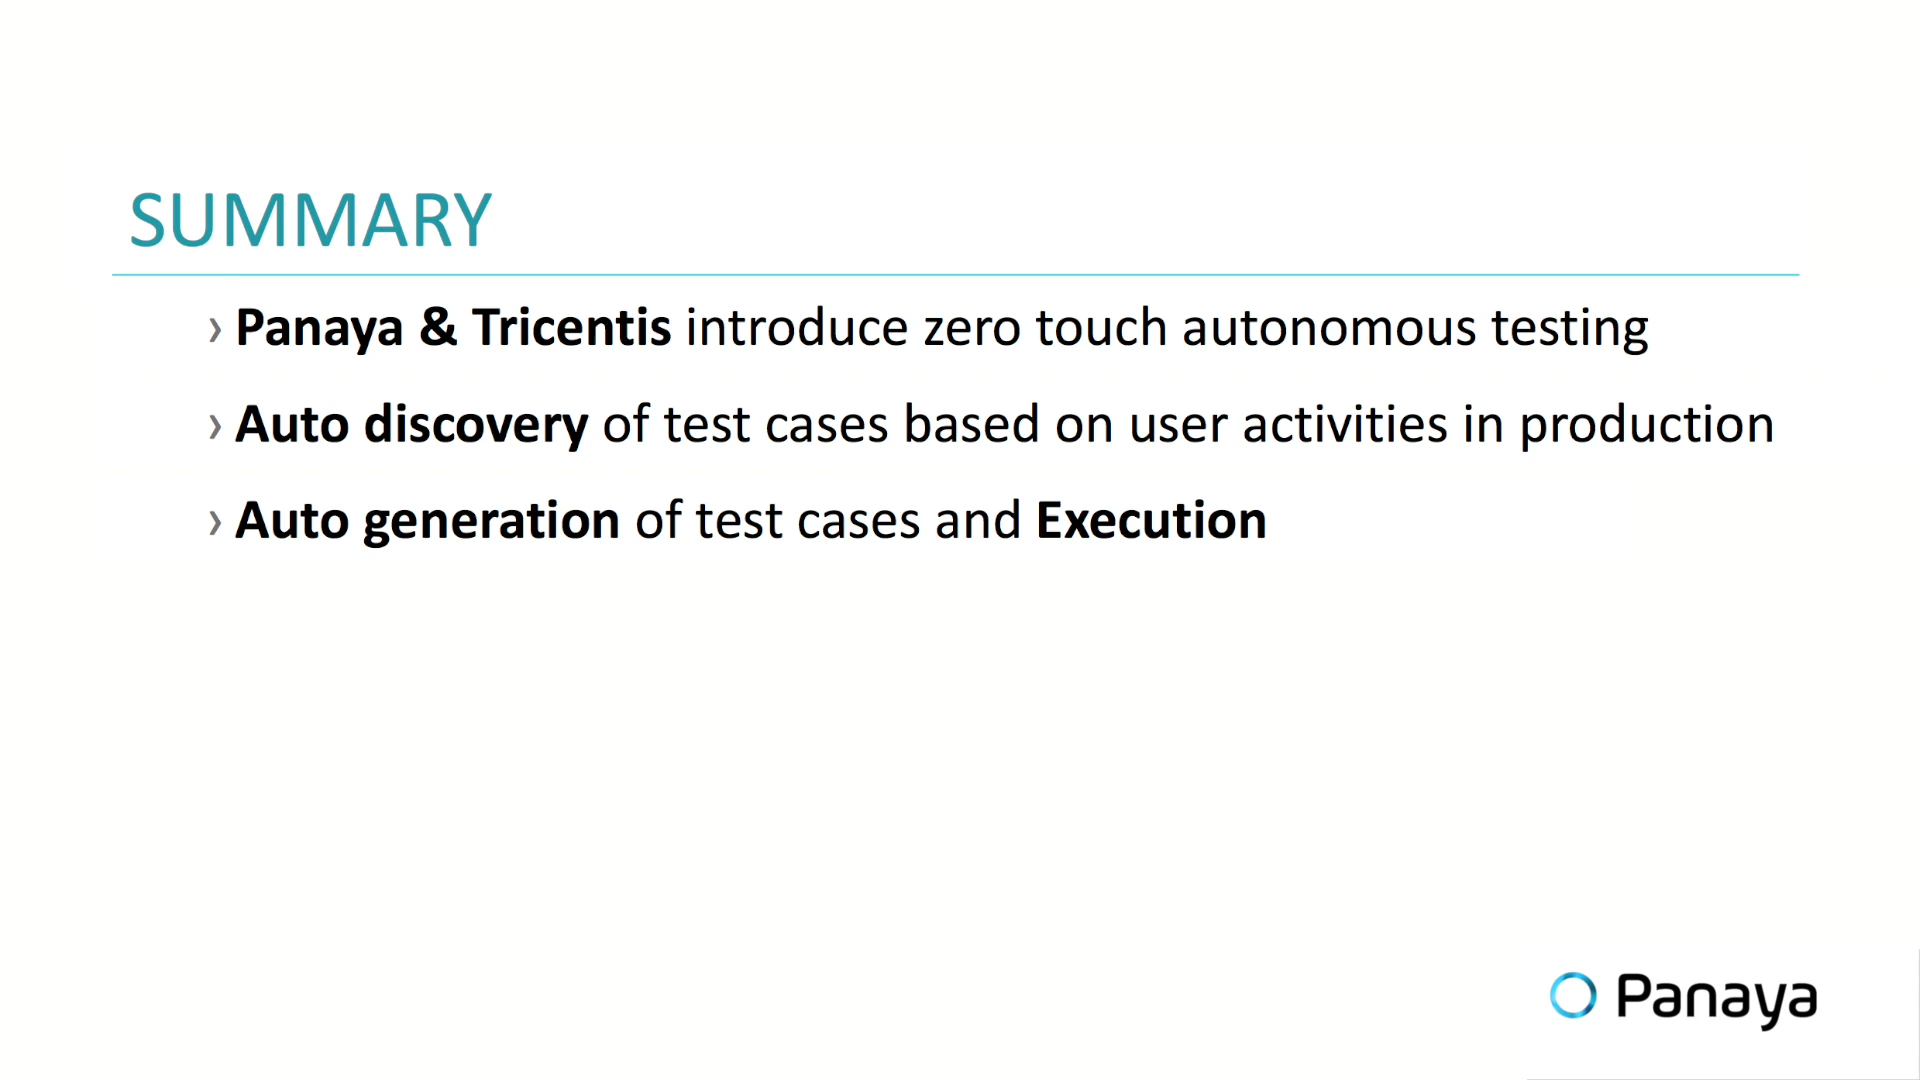 SUMMARY
› Panaya & Tricentis introduce zero touch autonomous testing
› Auto discovery of test cases based on user activities in production
› Auto generation of test cases and Execution
Panaya